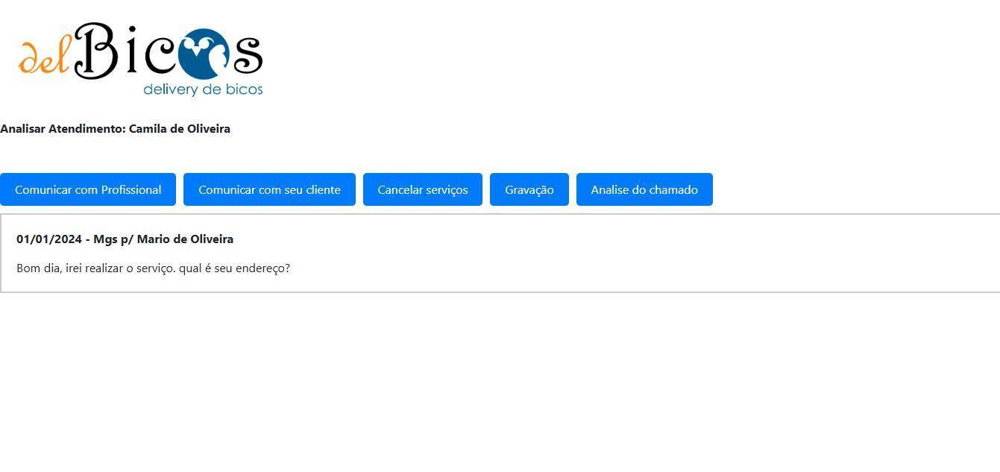 delBicos
delivery de bicos
Analisar Atendimento: Camila de Oliveira
Comunicar com Profissional
Comunicar com seu cliente
Cancelar serviços
Gravação
Analise do chamado
01/01/2024 - Mgs p/ Mario de Oliveira
Bom dia, irei realizar o serviço. qual é seu endereço?